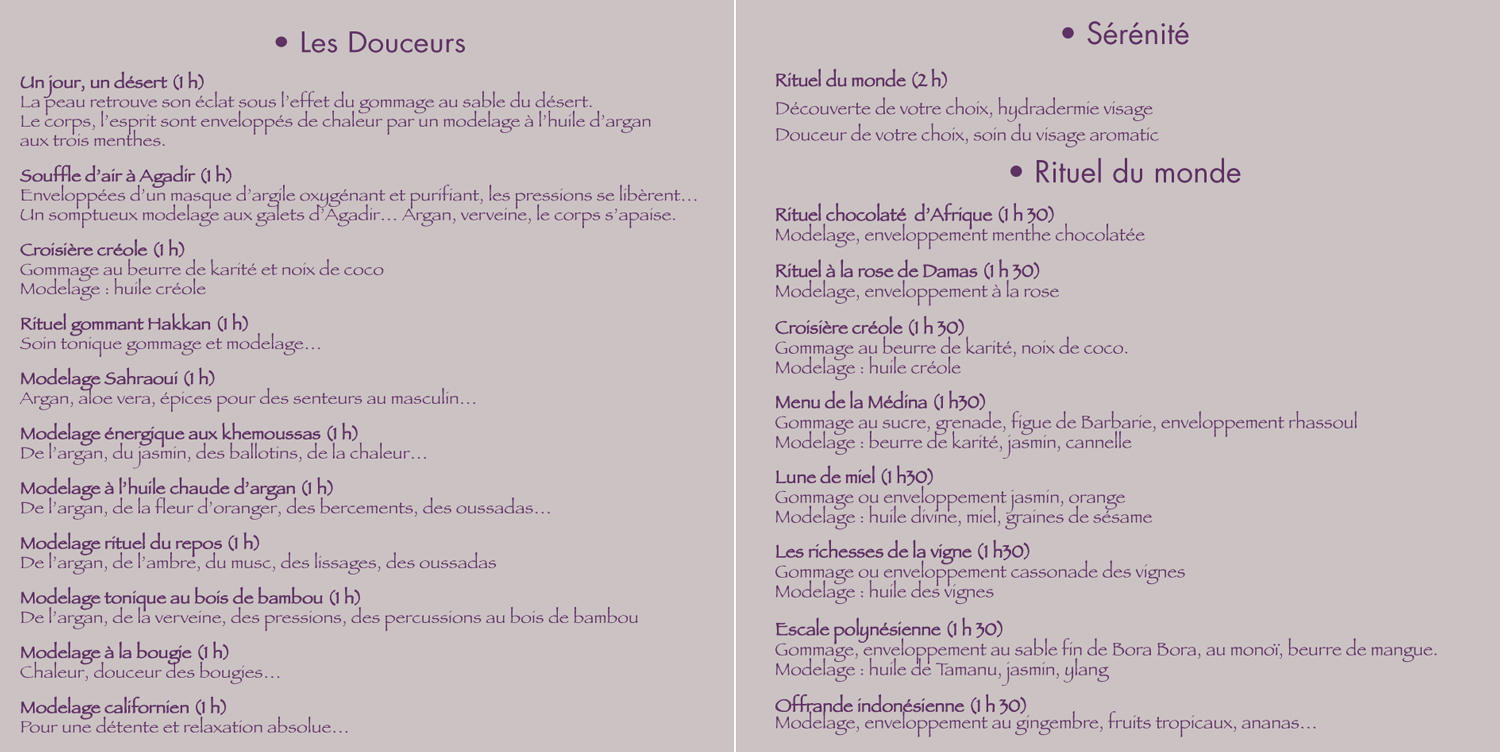 • Les Douceurs
Un jour, un désert (1 h)
La peau retrouve son éclat sous l'effet du gommage au sable du désert.
Le corps, l'esprit sont enveloppés de chaleur par un modelage à l'huile d'argan
aux trois menthes.
Souffle d'air à Agadir (1 h)
Enveloppées d'un masque d'argile oxygénant et purifiant, les pressions se libèrent…
Un somptueux modelage aux galets d'Agadir… Argan, verveine, le corps s'apaise.
Croisière créole (1 h)
Gommage au beurre de karité et noix de coco
Modelage : huile créole
Rituel gommant Hakkan (1 h)
Soin tonique gommage et modelage…
Modelage Sahraoui (1 h)
Argan, aloe vera, épices pour des senteurs au masculin…
Modelage énergique aux khemoussas (1 h)
De l'argan, du jasmin, des ballotins, de la chaleur…
Modelage à l'huile chaude d'argan (1 h)
De l'argan, de la fleur d'oranger, des bercements, des oussadas…
Modelage rituel du repos (1 h)
De l'argan, de l'ambre, du musc, des lissages, des oussadas
Modelage tonique au bois de bambou (1 h)
De l'argan, de la verveine, des pressions, des percussions au bois de bambou
Modelage à la bougie (1 h)
Chaleur, douceur des bougies…
Modelage californien (1 h)
Pour une détente et relaxation absolue…
• Sérénité
Rituel du monde (2 h)
Découverte de votre choix, hydradermie visage
Douceur de votre choix, soin du visage aromatic
• Rituel du monde
Rituel chocolaté d'Afrique (1 h 30)
Modelage, enveloppement menthe chocolatée
Rituel à la rose de Damas (1 h 30)
Modelage, enveloppement à la rose
Croisière créole (1 h 30)
Gommage au beurre de karité, noix de coco.
Modelage : huile créole
Menu de la Médina (1 h30)
Gommage au sucre, grenade, figue de Barbarie, enveloppement rhassoul
Modelage : beurre de karité, jasmin, cannelle
Lune de miel (1 h30)
Gommage ou enveloppement jasmin, orange
Modelage : huile divine, miel, graines de sésame
Les richesses de la vigne (1 h30)
Gommage ou enveloppement cassonade des vignes
Modelage : huile des vignes
Escale polynésienne (1 h 30)
Gommage, enveloppement au sable fin de Bora Bora, au monoï, beurre de mangue.
Modelage : huile de Tamanu, jasmin, ylang
Offrande indonésienne (1 h 30)
Modelage, enveloppement au gingembre, fruits tropicaux, ananas…